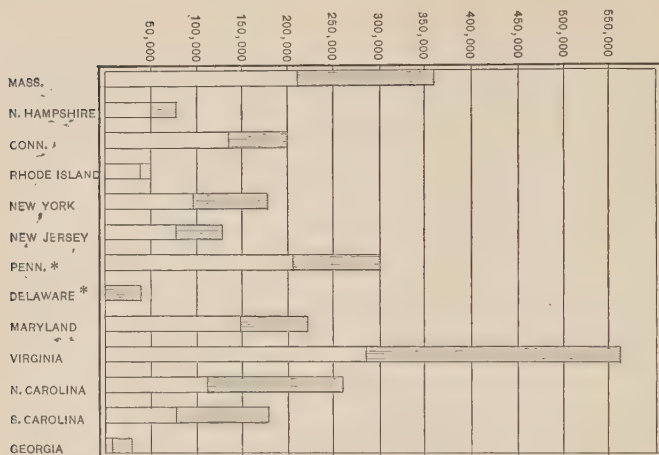 50,000
100,000
150,000
200,000
250,000
300,000
350,000
400,000
450,000
500,000
550,000
MASS.
N. HAMPSHIRE
CONN.
RHODE ISLAND
NEW YORK
NEW JERSEY
PENN. *
DELAWARE *
MARYLAND
VIRGINIA
N. CAROLINA
S. CAROLINA
GEORGIA